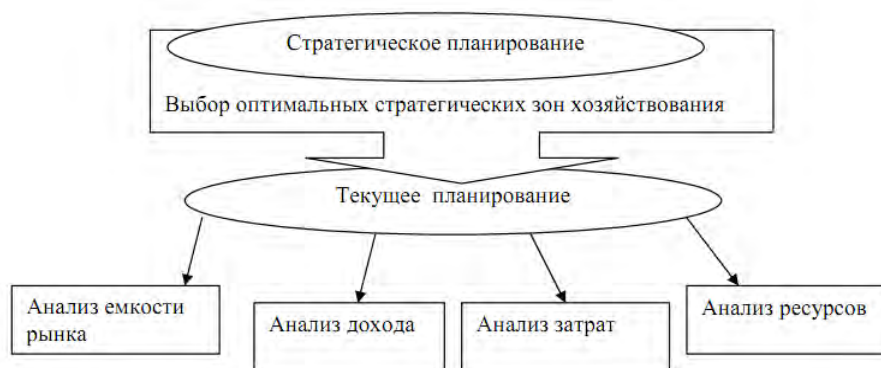 Стратегическое планирование
Выбор оптимальных стратегических зон хозяйствования
Текущее планирование
Анализ емкости
рынка
Анализ дохода
Анализ затрат
Анализ ресурсов